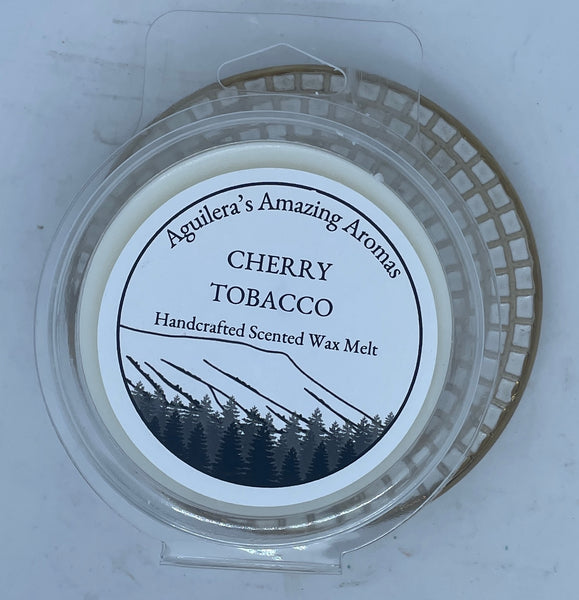 Aguilera's Amazing Aromas
CHERRY
TOBACCO
Handcrafted Scented Wax Melt